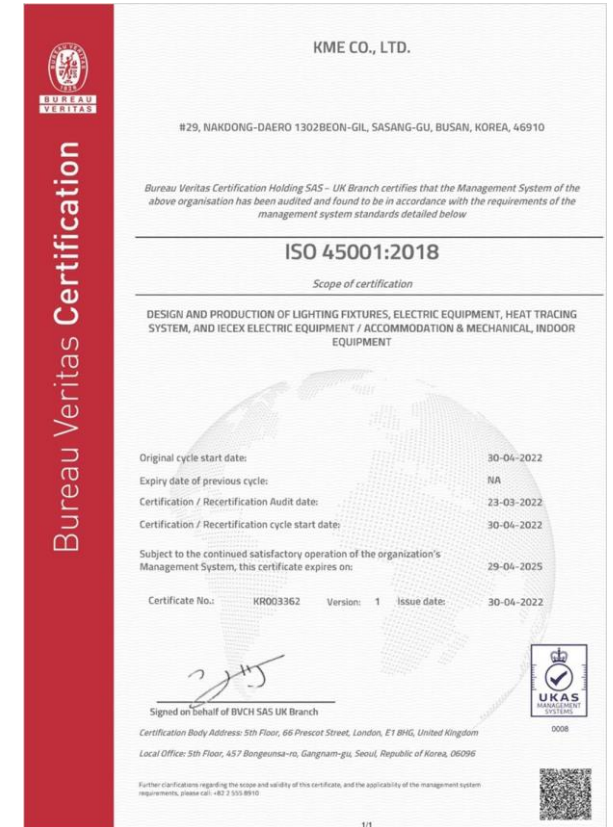 BUREAU
VERITAS
Bureau Veritas Certification
KME CO., LTD.
#29, NAKDONG-DAERO 1302BEON-GIL, SASANG-GU, BUSAN, KOREA, 46910
Bureau Veritas Certification Holding SAS – UK Branch certifies that the Management System of the
above organisation has been audited and found to be in accordance with the requirements of the
management system standards detailed below
ISO 45001:2018
Scope of certification
DESIGN AND PRODUCTION OF LIGHTING FIXTURES, ELECTRIC EQUIPMENT, HEAT TRACING
SYSTEM, AND IECEX ELECTRIC EQUIPMENT / ACCOMMODATION & MECHANICAL, INDOOR
EQUIPMENT
Original cycle start date: 30-04-2022
Expiry date of previous cycle: NA
Certification / Recertification Audit date: 23-03-2022
Certification / Recertification cycle start date: 30-04-2022
Subject to the continued satisfactory operation of the organization's
Management System, this certificate expires on: 29-04-2025
Certificate No.: KR003362 Version: 1 Issue date: 30-04-2022
Signed on behalf of BVCH SAS UK Branch
UKAS
MANAGEMENT
SYSTEMS
0008
Certification Body Address: 5th Floor, 66 Prescot Street, London, E1 8HG, United Kingdom
Local Office: 5th Floor, 457 Bongeunsa-ro, Gangnam-gu, Seoul, Republic of Korea, 06096
Further clarifications regarding the scope and validity of this certificate, and the applicability of the management system
requirements, please call: +82 2 555 8910
1/1